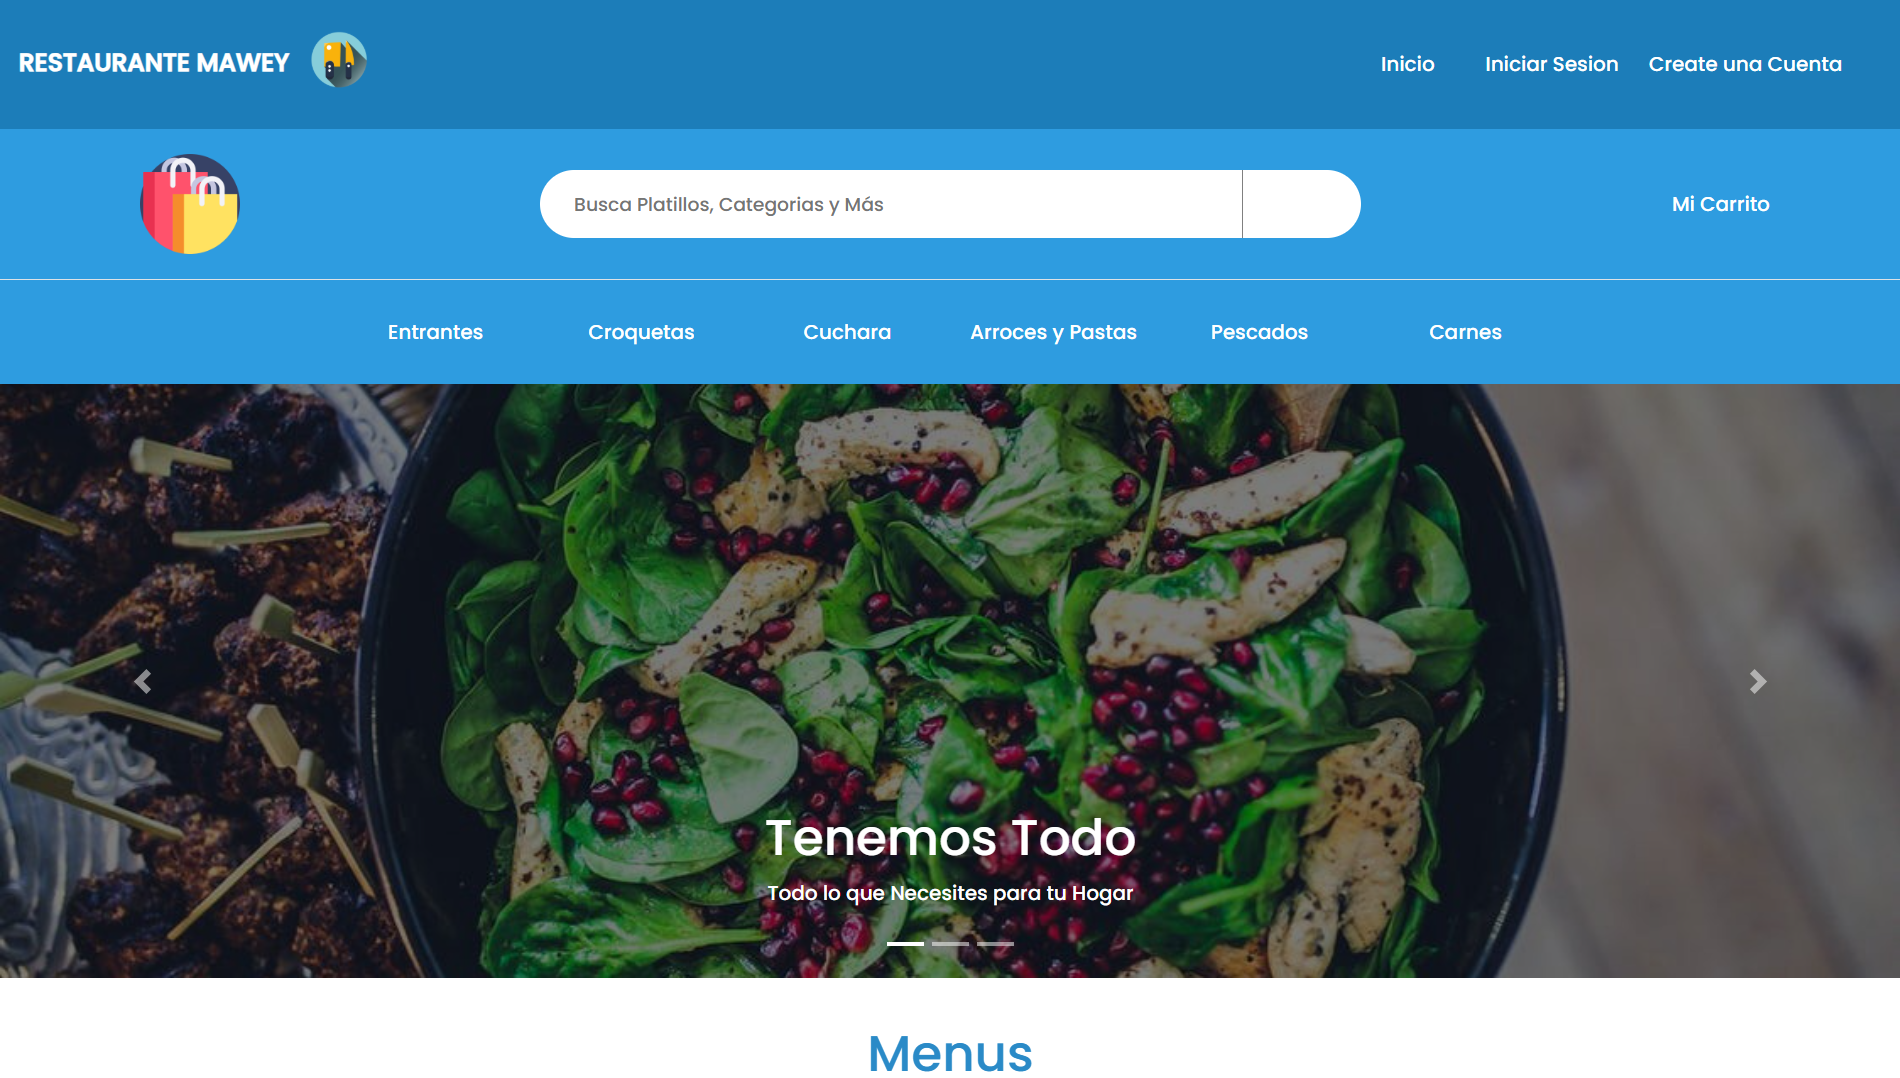 RESTAURANTE MAWEY
Inicio
Iniciar Sesion
Create una Cuenta
Busca Platillos, Categorias y Más
Mi Carrito
Entrantes
Croquetas
Cuchara
Arroces y Pastas
Pescados
Carnes
Tenemos Todo
Todo lo que Necesites para tu Hogar
Menus